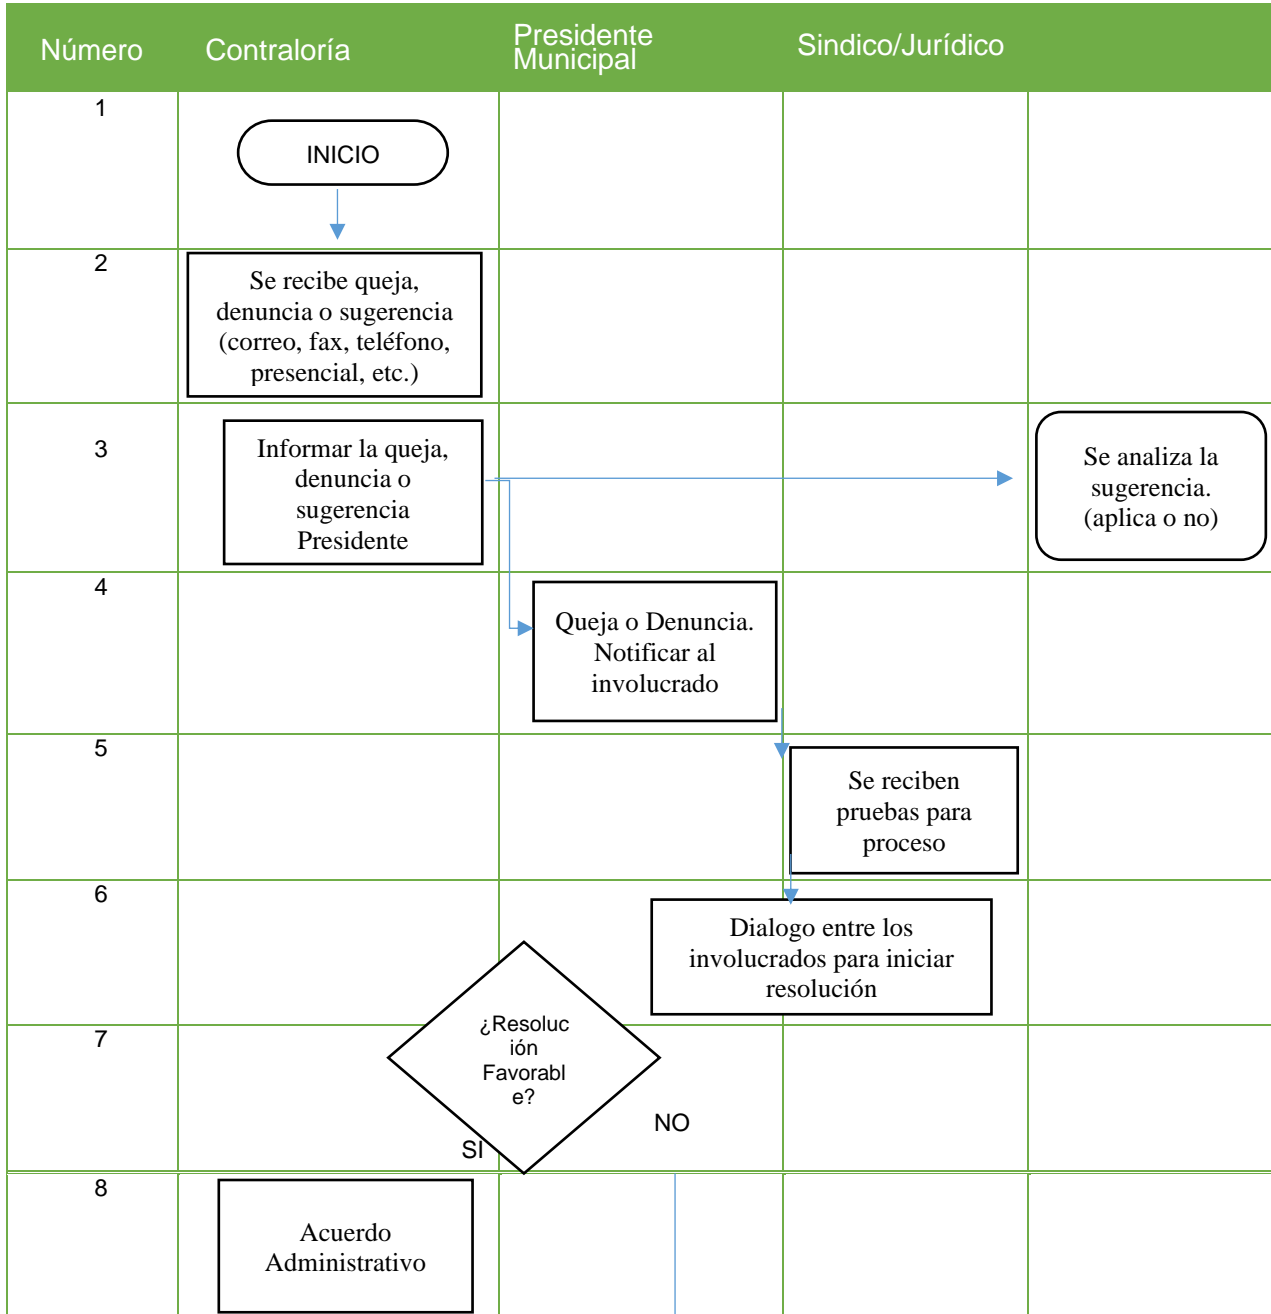 Número
Contraloría
Presidente
Municipal
Sindico/Jurídico
1
INICIO
2
Se recibe queja,
denuncia o sugerencia
(correo, fax, teléfono,
presencial, etc.)
3
Informar la queja,
denuncia o
sugerencia
Presidente
Se analiza la
sugerencia.
(aplica o no)
4
Queja o Denuncia.
Notificar al
involucrado
5
Se reciben
pruebas para
proceso
6
Dialogo entre los
involucrados para iniciar
resolución
7
¿Resoluc
ión
Favorabl
e?
NO
SI
8
Acuerdo
Administrativo